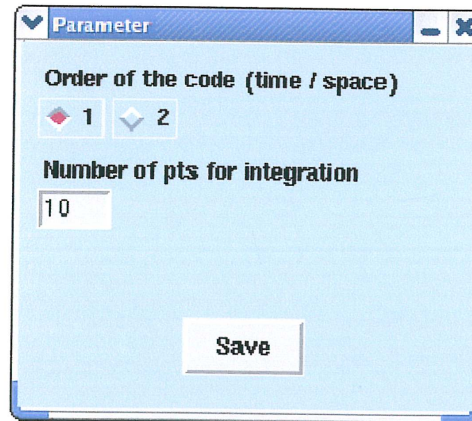 Parameter
Order of the code (time / space)
1 2
Number of pts for integration
10
Save